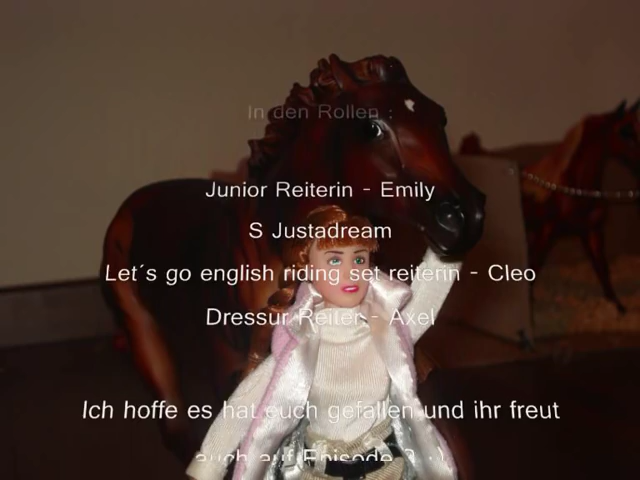 In den Rollen :
Junior Reiterin - Emily
S Justadream
Let´s go english riding set reiterin - Cleo
Dressur Reiter - Axel
Ich hoffe es hat euch gefallen und ihr freut
auch auf Episode